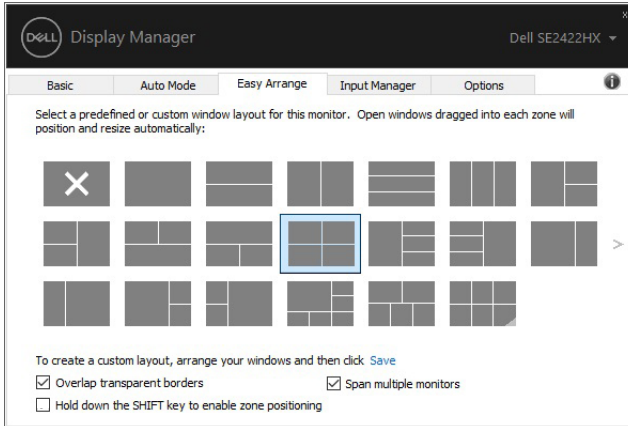 DELL Display Manager
Dell SE2422HX
Basic Auto Mode Easy Arrange Input Manager Options
Select a predefined or custom window layout for this monitor. Open windows dragged into each zone will
position and resize automatically:
To create a custom layout, arrange your windows and then click Save
Overlap transparent borders
Span multiple monitors
Hold down the SHIFT key to enable zone positioning